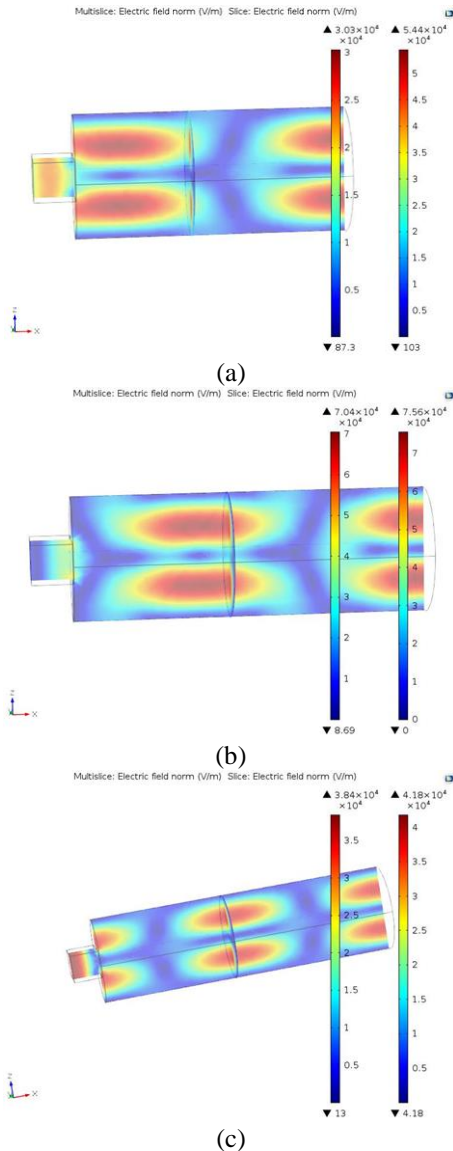 Multislice: Electric field norm (V/m) Slice: Electric field norm (V/m)
▲ 3.03×10⁴ ▲ 5.44×10⁴
×10⁴ ×10⁴
3
2
1.5
1
0.5
▼ 87.3
5
4.5
4
3.5
3
2.5
2
1.5
1
0.5
▼ 103
z
y
x
(a)
Multislice: Electric field norm (V/m) Slice: Electric field norm (V/m)
▲ 7.04×10⁴ ▲ 7.56×10⁴
×10⁴ ×10⁴
7
5
4
3
2
1
▼ 8.69
7
6
5
4
3
2
1
0
▼ 0
z
y
x
(b)
Multislice: Electric field norm (V/m) Slice: Electric field norm (V/m)
▲ 3.84×10⁴ ▲ 4.18×10⁴
×10⁴ ×10⁴
3.5
2.5
2
1.5
1
0.5
▼ 13
4
3.5
3
2.5
2
1.5
1
0.5
▼ 4.18
z
y
x
(c)